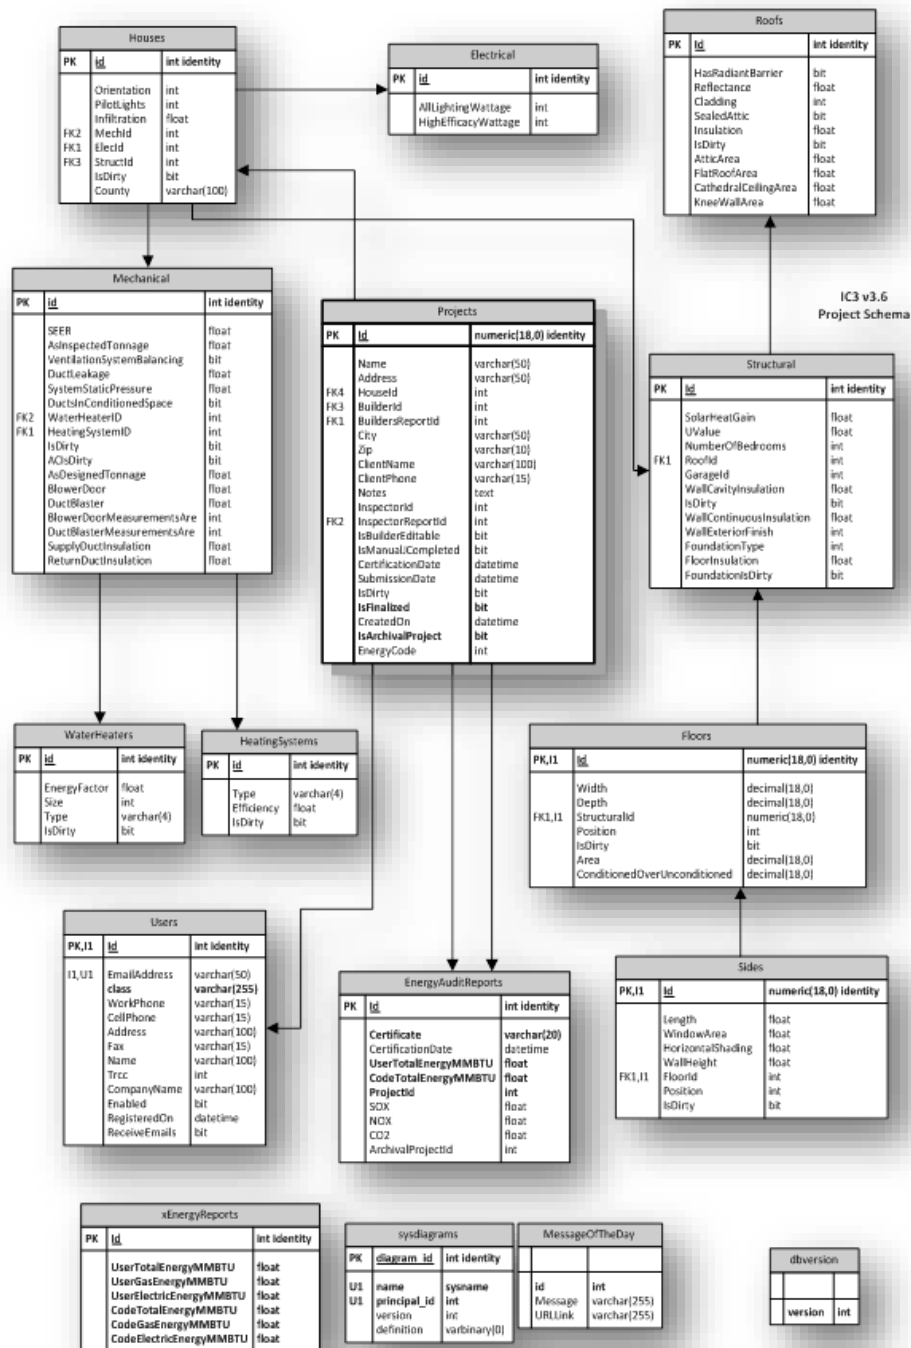 Houses
PK id int identity
Orientation int
PilotLights int
Infiltration float
FK2 MechId int
FK1 ElecId int
FK3 StructId int
IsDirty bit
County varchar(100)
Electrical
PK id int identity
AllLightingWattage int
HighEfficacyWattage int
Roofs
PK Id int identity
HasRadiantBarrier bit
Reflectance float
Cladding int
SealedAttic bit
Insulation float
IsDirty bit
AtticArea float
FlatRoofArea float
CathedralCeilingArea float
KneeWallArea float
IC3 v3.6
Project Schema
Mechanical
PK id int identity
SEER float
AsInspectedTonnage float
VentilationSystemBalancing bit
DuctLeakage float
SystemStaticPressure float
DuctsInConditionedSpace bit
FK2 WaterHeaterID int
FK1 HeatingSystemID int
IsDirty bit
ACIsDirty bit
AsDesignedTonnage float
BlowerDoor float
DuctBlaster float
BlowerDoorMeasurementsAre int
DuctBlasterMeasurementsAre int
SupplyDuctInsulation float
ReturnDuctInsulation float
Projects
PK Id numeric(18,0) identity
Name varchar(50)
Address varchar(50)
FK4 HouseId int
FK3 BuilderId int
FK1 BuildersReportId int
City varchar(50)
Zip varchar(10)
ClientName varchar(100)
ClientPhone varchar(15)
Notes text
InspectorId int
FK2 InspectorReportId int
IsBuilderEditable bit
IsManualJCompleted bit
CertificationDate datetime
SubmissionDate datetime
IsDirty bit
IsFinalized bit
CreatedOn datetime
IsArchivalProject bit
EnergyCode int
Structural
PK Id int identity
SolarHeatGain float
UValue float
NumberOfBedrooms int
FK1 RoofId int
GarageId int
WallCavityInsulation float
IsDirty bit
WallContinuousInsulation float
WallExteriorFinish int
FoundationType int
FloorInsulation float
FoundationIsDirty bit
WaterHeaters
PK id int identity
EnergyFactor float
Size int
Type varchar(4)
IsDirty bit
HeatingSystems
PK id int identity
Type varchar(4)
Efficiency float
IsDirty bit
Floors
PK,I1 Id numeric(18,0) identity
Width decimal(18,0)
Depth decimal(18,0)
FK1,I1 StructuralId numeric(18,0)
Position int
IsDirty bit
Area decimal(18,0)
ConditionedOverUnconditioned decimal(18,0)
Users
PK,I1 Id int identity
I1,U1 EmailAddress varchar(50)
class varchar(255)
WorkPhone varchar(15)
CellPhone varchar(15)
Address varchar(100)
Fax varchar(15)
Name varchar(100)
Trcc int
CompanyName varchar(100)
Enabled bit
RegisteredOn datetime
ReceiveEmails bit
EnergyAuditReports
PK Id int identity
Certificate varchar(20)
CertificationDate datetime
UserTotalEnergyMMBTU float
CodeTotalEnergyMMBTU float
ProjectId int
SOX float
NOX float
CO2 float
ArchivalProjectId int
Sides
PK,I1 Id numeric(18,0) identity
Length float
WindowArea float
HorizontalShading float
WallHeight float
FK1,I1 FloorId int
Position int
IsDirty bit
xEnergyReports
PK Id int identity
UserTotalEnergyMMBTU float
UserGasEnergyMMBTU float
UserElectricEnergyMMBTU float
CodeTotalEnergyMMBTU float
CodeGasEnergyMMBTU float
CodeElectricEnergyMMBTU float
sysdiagrams
PK diagram_id int identity
U1 name sysname
U1 principal_id int
version int
definition varbinary(0)
MessageOfTheDay
id int
Message varchar(255)
URLLink varchar(255)
dbversion
version int